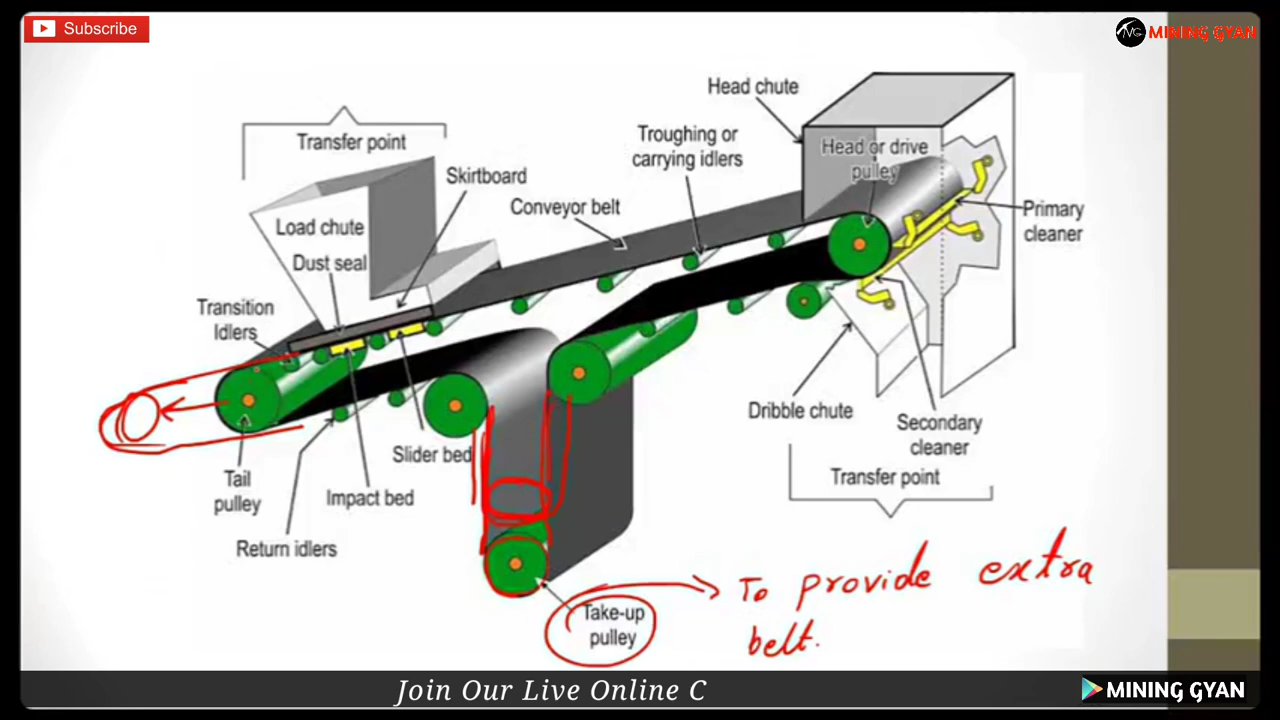 Subscribe
MINING GYAN
Head chute
Transfer point
Troughing or
carrying idlers
Head or drive
pulley
Skirtboard
Conveyor belt
Primary
cleaner
Load chute
Dust seal
Transition
Idlers
Dribble chute
Secondary
cleaner
Slider bed
Tail
pulley
Impact bed
Transfer point
Return idlers
To provide extra
belt.
Take-up
pulley
Join Our Live Online C
MINING GYAN